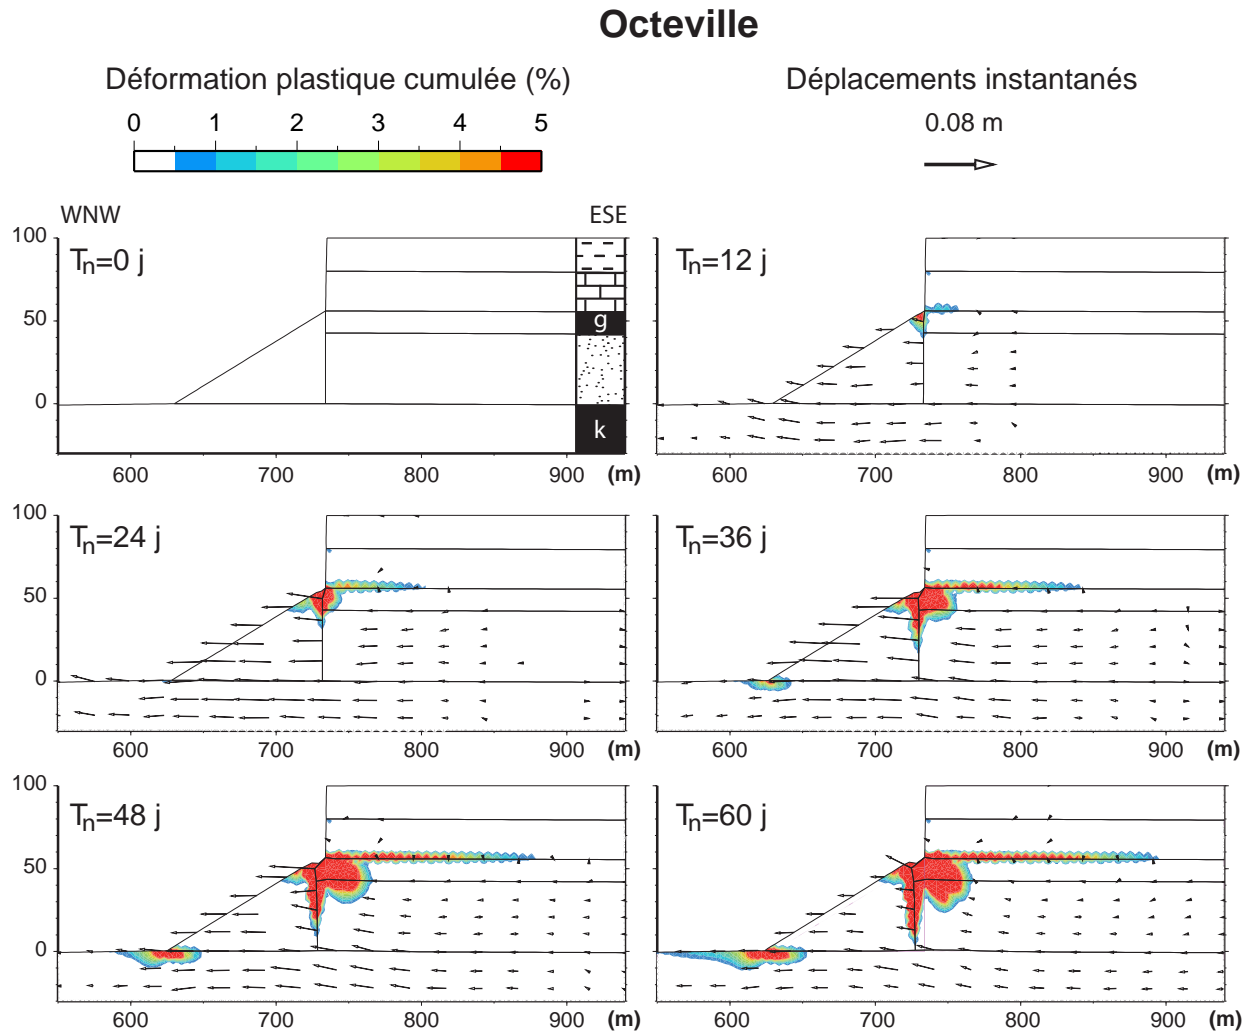 Octeville
Déformation plastique cumulée (%)
0 1 2 3 4 5
Déplacements instantanés
0.08 m
WNW ESE
Tn=0 j
100
50
0
g
k
600 700 800 900 (m)
Tn=12 j
600 700 800 900 (m)
Tn=24 j
100
50
0
600 700 800 900 (m)
Tn=36 j
600 700 800 900 (m)
Tn=48 j
100
50
0
600 700 800 900 (m)
Tn=60 j
600 700 800 900 (m)